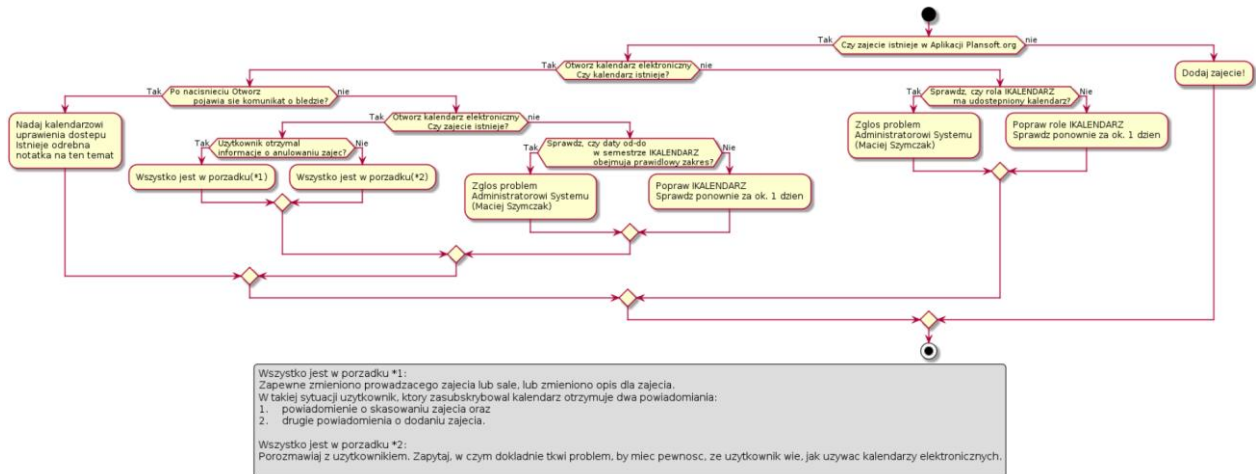 Czy zajecie istnieje w Aplikacji Plansoft.org
Tak
nie
Otworz kalendarz elektroniczny
Czy kalendarz istnieje?
Tak
nie
Dodaj zajecie!
Po nacisnieciu Otworz
pojawia sie komunikat o bledzie?
Tak
nie
Sprawdz, czy rola IKALENDARZ
ma udostepniony kalendarz?
Tak
Nie
Nadaj kalendarzowi
uprawienia dostepu
Istnieje odrebna
notatka na ten temat
Otworz kalendarz elektroniczny
Czy zajecie istnieje?
Tak
nie
Zglos problem
Administratorowi Systemu
(Maciej Szymczak)
Popraw role IKALENDARZ
Sprawdz ponownie za ok. 1 dzien
Uzytkownik otrzymal
informacje o anulowaniu zajec?
Tak
Nie
Sprawdz, czy daty od-do
w semestrze IKALENDARZ
obejmuja prawidlowy zakres?
Tak
Nie
Wszystko jest w porzadku(*1)
Wszystko jest w porzadku(*2)
Zglos problem
Administratorowi Systemu
(Maciej Szymczak)
Popraw IKALENDARZ
Sprawdz ponownie za ok. 1 dzien
Wszystko jest w porzadku *1:
Zapewne zmieniono prowadzacego zajecia lub sale, lub zmieniono opis dla zajecia.
W takiej sytuacji uzytkownik, ktory zasubskrybowal kalendarz otrzymuje dwa powiadomiania:
1. powiadomienie o skasowaniu zajecia oraz
2. drugie powiadomienia o dodaniu zajecia.
Wszystko jest w porzadku *2:
Porozmawiaj z uzytkownikiem. Zapytaj, w czym dokladnie tkwi problem, by miec pewnosc, ze uzytkownik wie, jak uzywac kalendarzy elektronicznych.